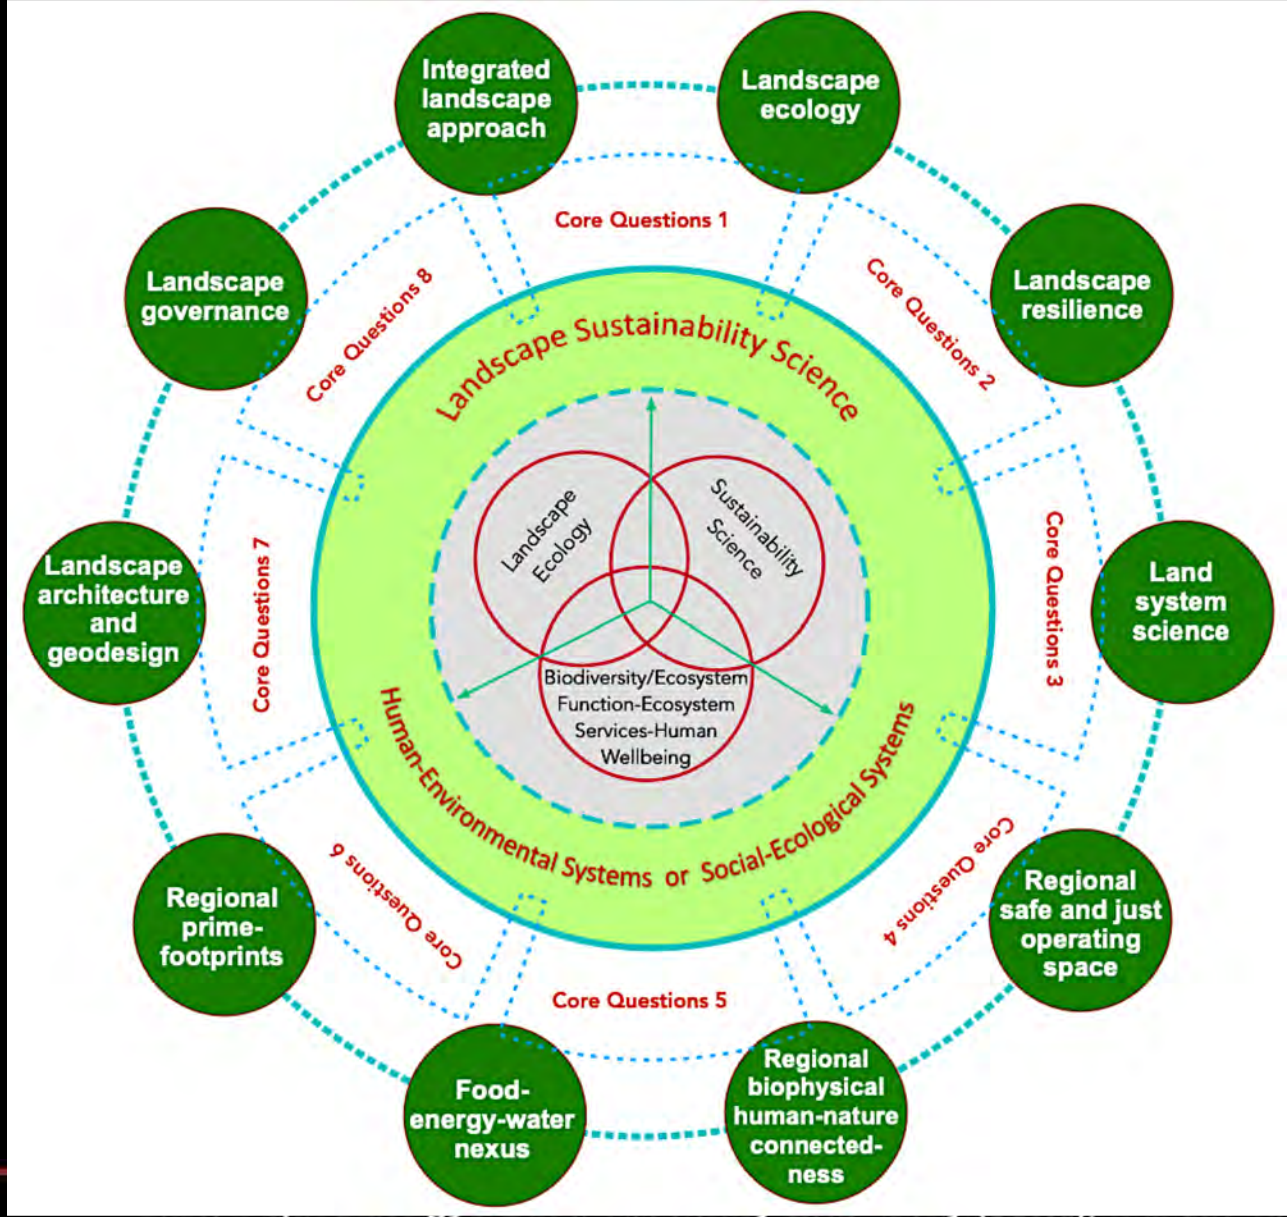 Integrated
landscape
approach
Landscape
ecology
Landscape
resilience
Land
system
science
Regional
safe and just
operating
space
Regional
biophysical
human-nature
connected-
ness
Food-
energy-water
nexus
Regional
prime-
footprints
Landscape
architecture
and
geodesign
Landscape
governance
Core Questions 1
Core Questions 2
Core Questions 3
Core Questions 4
Core Questions 5
Core Questions 6
Core Questions 7
Core Questions 8
Landscape Sustainability Science
Human-Environmental Systems or Social-Ecological Systems
Landscape
Ecology
Sustainability
Science
Biodiversity/Ecosystem
Function-Ecosystem
Services-Human
Wellbeing